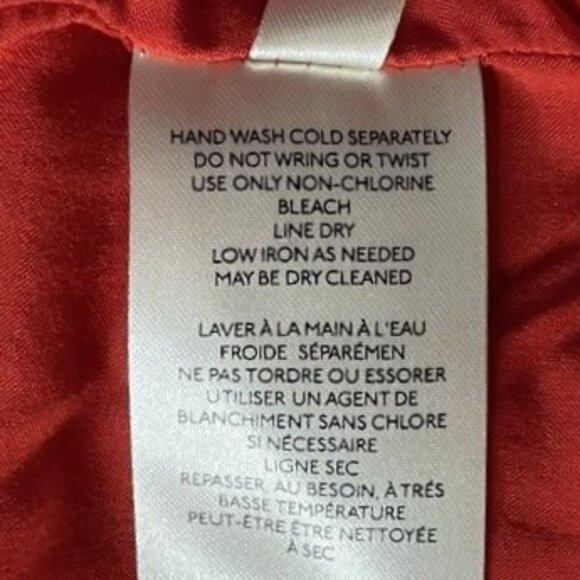 HAND WASH COLD SEPARATELY
DO NOT WRING OR TWIST
USE ONLY NON-CHLORINE
BLEACH
LINE DRY
LOW IRON AS NEEDED
MAY BE DRY CLEANED
LAVER À LA MAIN À L'EAU
FROIDE SÉPARÉMEN
NE PAS TORDRE OU ESSORER
UTILISER UN AGENT DE
BLANCHIMENT SANS CHLORE
SI NÉCESSAIRE
LIGNE SEC
RÉPASSER, AU BESOIN, À TRÉS
BASSE TEMPÉRATURE
PEUT-ÊTRE ÊTRE NETTOYÉE
À SEC